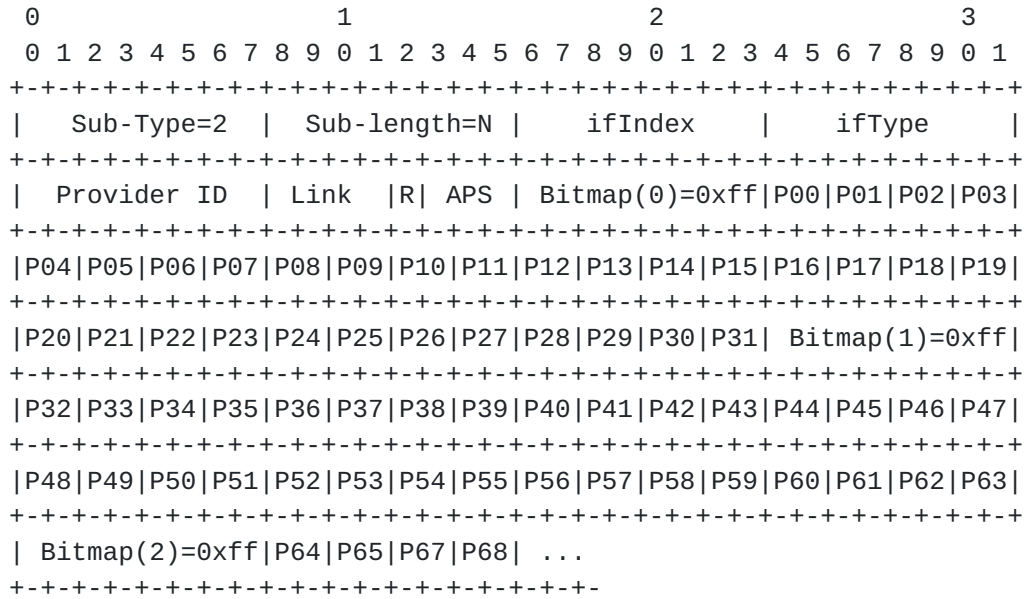 0                   1                   2                   3
 0 1 2 3 4 5 6 7 8 9 0 1 2 3 4 5 6 7 8 9 0 1 2 3 4 5 6 7 8 9 0 1
+-+-+-+-+-+-+-+-+-+-+-+-+-+-+-+-+-+-+-+-+-+-+-+-+-+-+-+-+-+-+-+-+
|   Sub-Type=2  | Sub-length=N |    ifIndex    |    ifType     |
+-+-+-+-+-+-+-+-+-+-+-+-+-+-+-+-+-+-+-+-+-+-+-+-+-+-+-+-+-+-+-+-+
|  Provider ID  | Link  |R| APS | Bitmap(0)=0xff|P00|P01|P02|P03|
+-+-+-+-+-+-+-+-+-+-+-+-+-+-+-+-+-+-+-+-+-+-+-+-+-+-+-+-+-+-+-+-+
|P04|P05|P06|P07|P08|P09|P10|P11|P12|P13|P14|P15|P16|P17|P18|P19|
+-+-+-+-+-+-+-+-+-+-+-+-+-+-+-+-+-+-+-+-+-+-+-+-+-+-+-+-+-+-+-+-+
|P20|P21|P22|P23|P24|P25|P26|P27|P28|P29|P30|P31| Bitmap(1)=0xff|
+-+-+-+-+-+-+-+-+-+-+-+-+-+-+-+-+-+-+-+-+-+-+-+-+-+-+-+-+-+-+-+-+
|P32|P33|P34|P35|P36|P37|P38|P39|P40|P41|P42|P43|P44|P45|P46|P47|
+-+-+-+-+-+-+-+-+-+-+-+-+-+-+-+-+-+-+-+-+-+-+-+-+-+-+-+-+-+-+-+-+
|P48|P49|P50|P51|P52|P53|P54|P55|P56|P57|P58|P59|P60|P61|P62|P63|
+-+-+-+-+-+-+-+-+-+-+-+-+-+-+-+-+-+-+-+-+-+-+-+-+-+-+-+-+-+-+-+-+
| Bitmap(2)=0xff|P64|P65|P67|P68| ...
+-+-+-+-+-+-+-+-+-+-+-+-+-+-+-+-+-+-+-